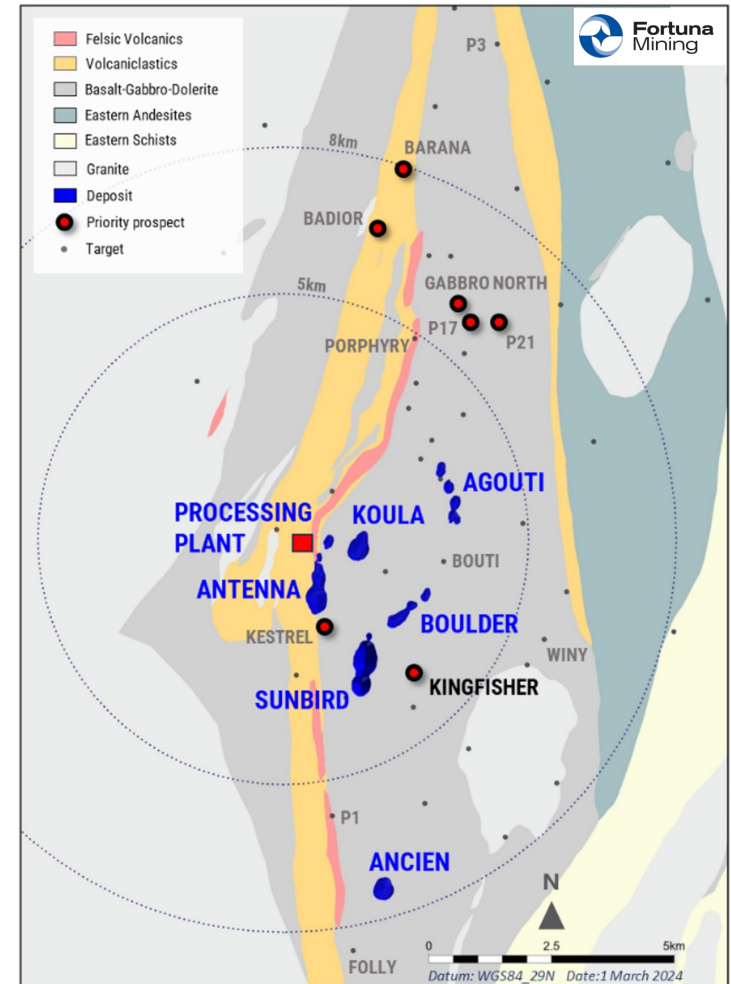 Fortuna
Mining
Felsic Volcanics
Volcaniclastics
Basalt-Gabbro-Dolerite
Eastern Andesites
Eastern Schists
Granite
Deposit
Priority prospect
Target
P3
8km
BARANA
BADIOR
5km
GABBRO NORTH
P17
P21
PORPHYRY
AGOUTI
PROCESSING
PLANT
KOULA
BOUTI
ANTENNA
BOULDER
KESTREL
WINY
KINGFISHER
SUNBIRD
P1
ANCIEN
N
FOLLY
0 2.5 5km
Datum: WGS84_29N Date:1 March 2024